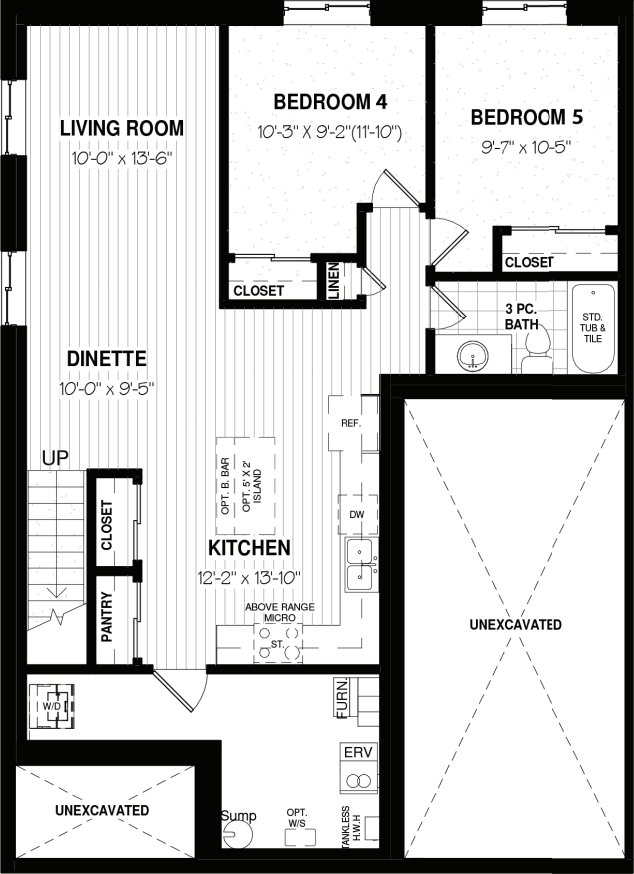 BEDROOM 4
10'-3" X 9'-2"(11'-10")
BEDROOM 5
9'-7" x 10'-5"
LIVING ROOM
10'-0" x 13'-6"
CLOSET
LINEN
CLOSET
3 PC.
BATH
STD.
TUB &
TILE
DINETTE
10'-0" x 9'-5"
REF.
UP
OPT. B. BAR
OPT. 5' X 2'
ISLAND
DW
CLOSET
KITCHEN
12'-2" x 13'-10"
PANTRY
ABOVE RANGE
MICRO
ST.
UNEXCAVATED
W/D
FURN.
ERV
UNEXCAVATED
Sump
OPT.
W/S
TANKLESS
H.W.H